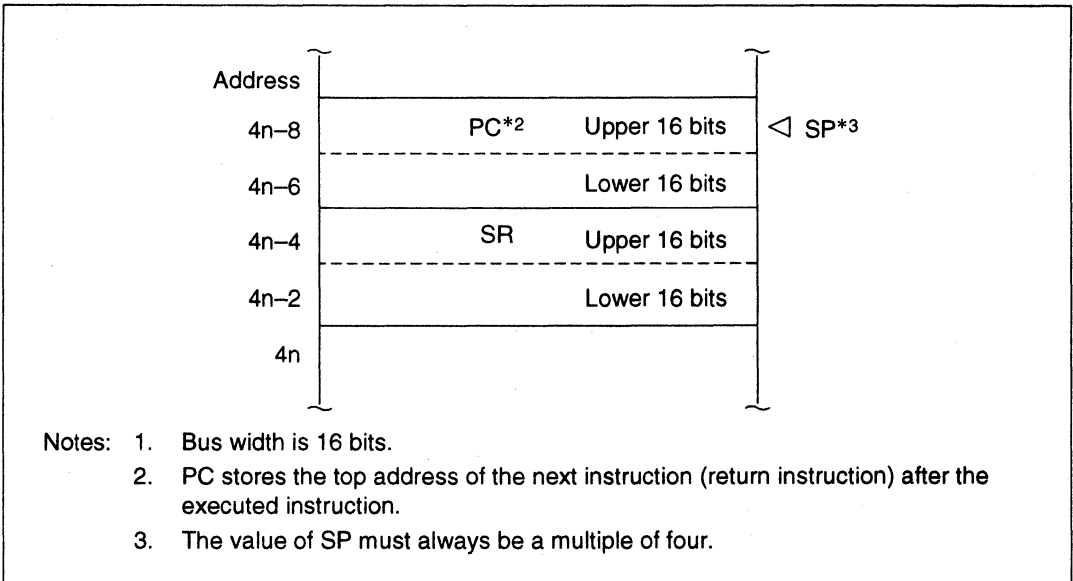 Address
4n–8 PC*2 Upper 16 bits ◁ SP*3
4n–6 Lower 16 bits
4n–4 SR Upper 16 bits
4n–2 Lower 16 bits
4n
Notes: 1. Bus width is 16 bits.
2. PC stores the top address of the next instruction (return instruction) after the
executed instruction.
3. The value of SP must always be a multiple of four.